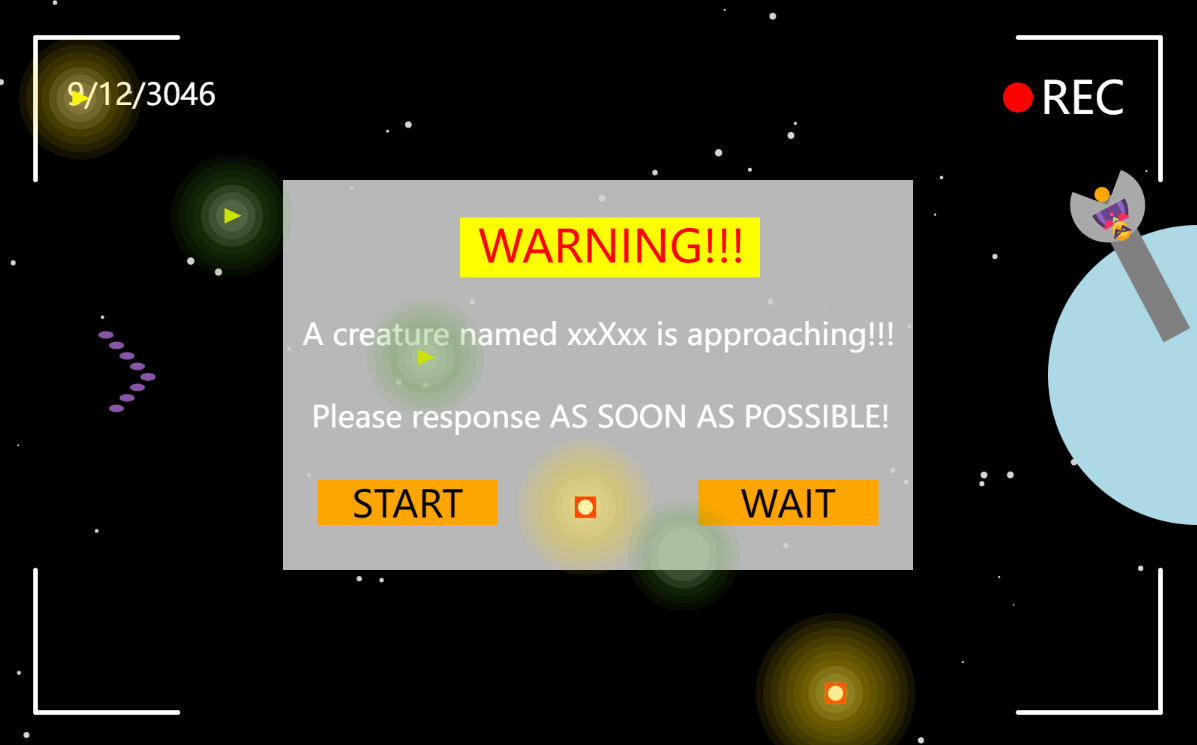 9/12/3046
REC
WARNING!!!
A creature named xxXxx is approaching!!!
Please response AS SOON AS POSSIBLE!
START
WAIT